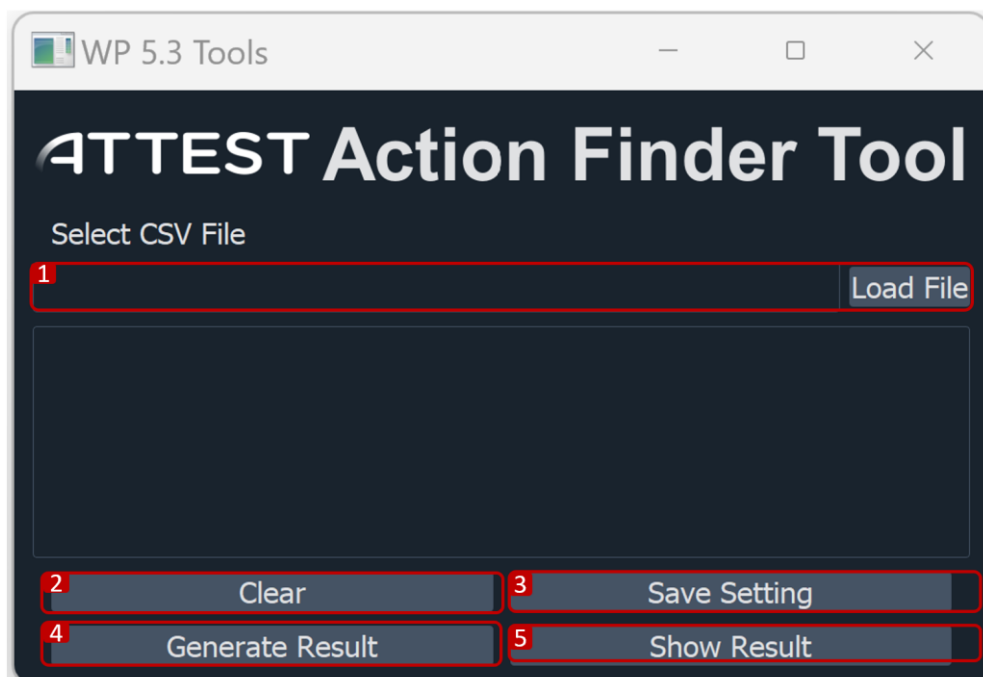 WP 5.3 Tools
ATTEST Action Finder Tool
Select CSV File
1
Load File
2 Clear
3 Save Setting
4 Generate Result
5 Show Result